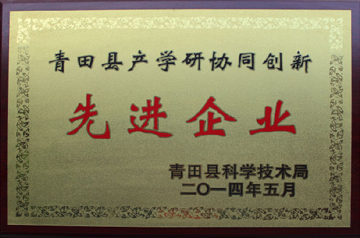 青田县产学研协同创新
先进企业
青田县科学技术局
二〇一四年五月